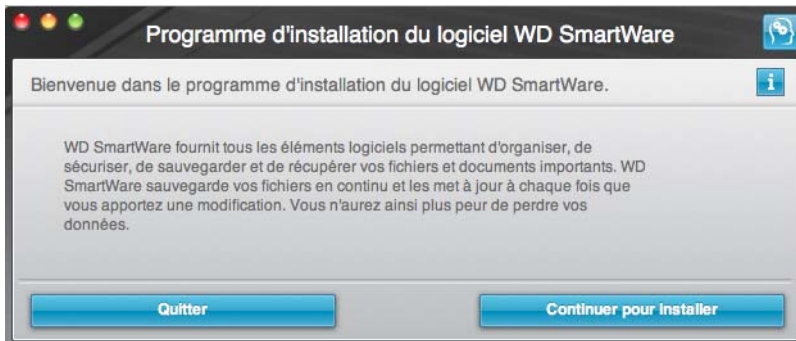 Programme d'installation du logiciel WD SmartWare
Bienvenue dans le programme d'installation du logiciel WD SmartWare.
i
WD SmartWare fournit tous les éléments logiciels permettant d'organiser, de
sécuriser, de sauvegarder et de récupérer vos fichiers et documents importants. WD
SmartWare sauvegarde vos fichiers en continu et les met à jour à chaque fois que
vous apportez une modification. Vous n'aurez ainsi plus peur de perdre vos
données.
Quitter
Continuer pour installer